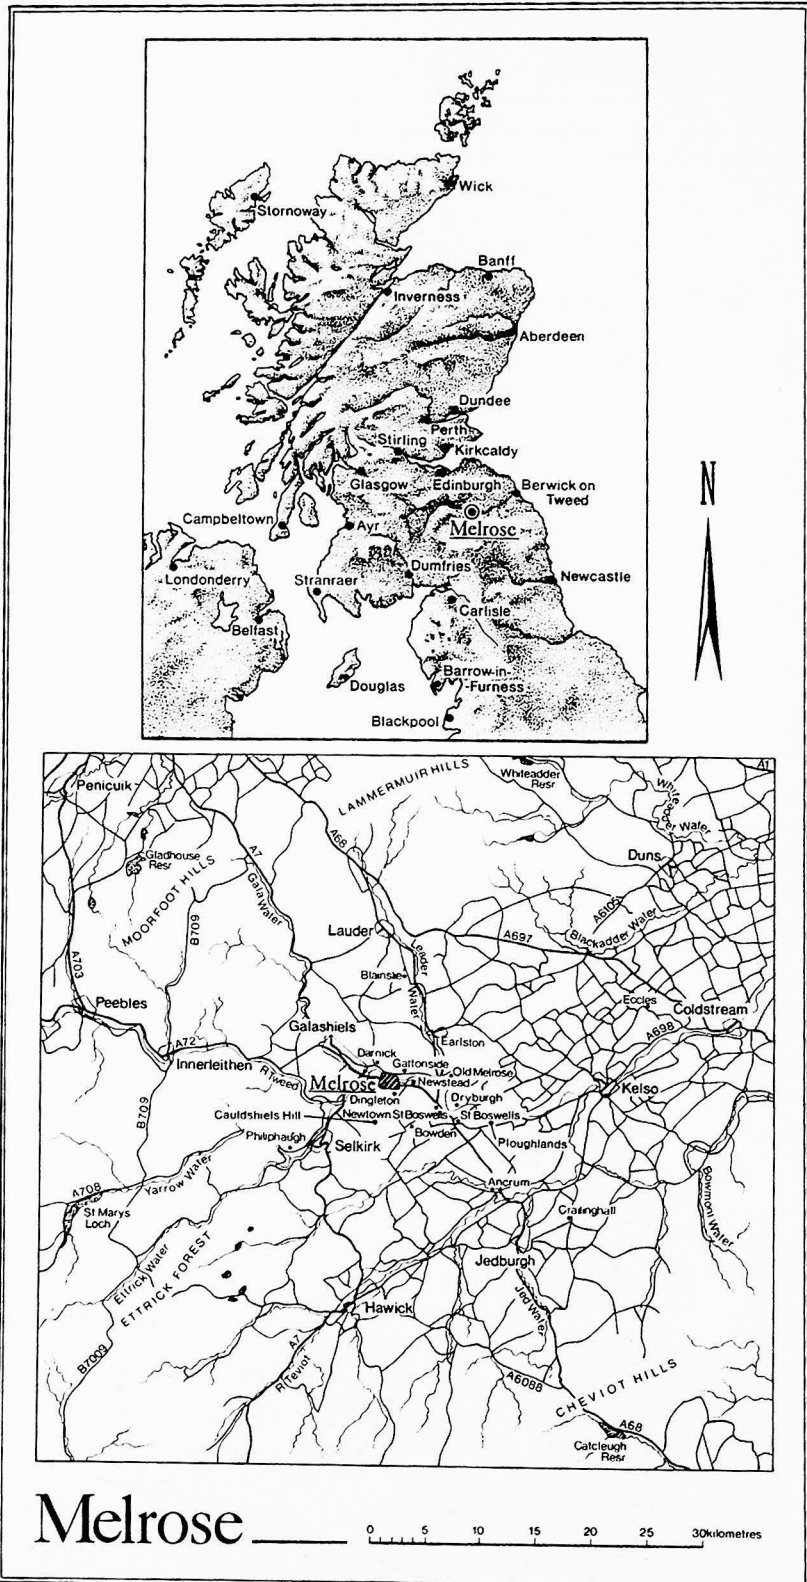 Wick
Stornoway
Banff
Inverness
Aberdeen
Dundee
Perth
Stirling
Kirkcaldy
Glasgow
Edinburgh
Berwick on
Tweed
N
Campbeltown
Ayr
Melrose
Londonderry
Stranraer
Dumfries
Newcastle
Carlisle
Belfast
Douglas
Barrow-in
-Furness
Blackpool
Penicuik
LAMMERMUIR HILLS
Whiteadder
Resr
A1
Whiteadder Water
A68
Gladhouse
Resr
A7
Gala Water
Duns
MOORFOOT HILLS
B709
A6105
Blackadder Water
Lauder
A697
Leader
Water
A703
Blainslie
Eccles
Coldstream
Peebles
Galashiels
Earlston
A698
A72
Innerleithen
Darnick
Gattonside
Old Melrose
R Tweed
Melrose
Newstead
Kelso
Dingleton
Dryburgh
B709
Cauldshiels Hill
Newtown St Boswells
St Boswells
Philiphaugh
Selkirk
Bowden
Ploughlands
A708
Yarrow Water
St Marys
Loch
Ancrum
Crailinghall
Bowmont Water
Ettrick Water
ETTRICK FOREST
Jedburgh
Jed Water
Hawick
B7009
A7
R Teviot
A6088
CHEVIOT HILLS
A68
Catcleugh
Resr
Melrose
0 5 10 15 20 25 30kilometres